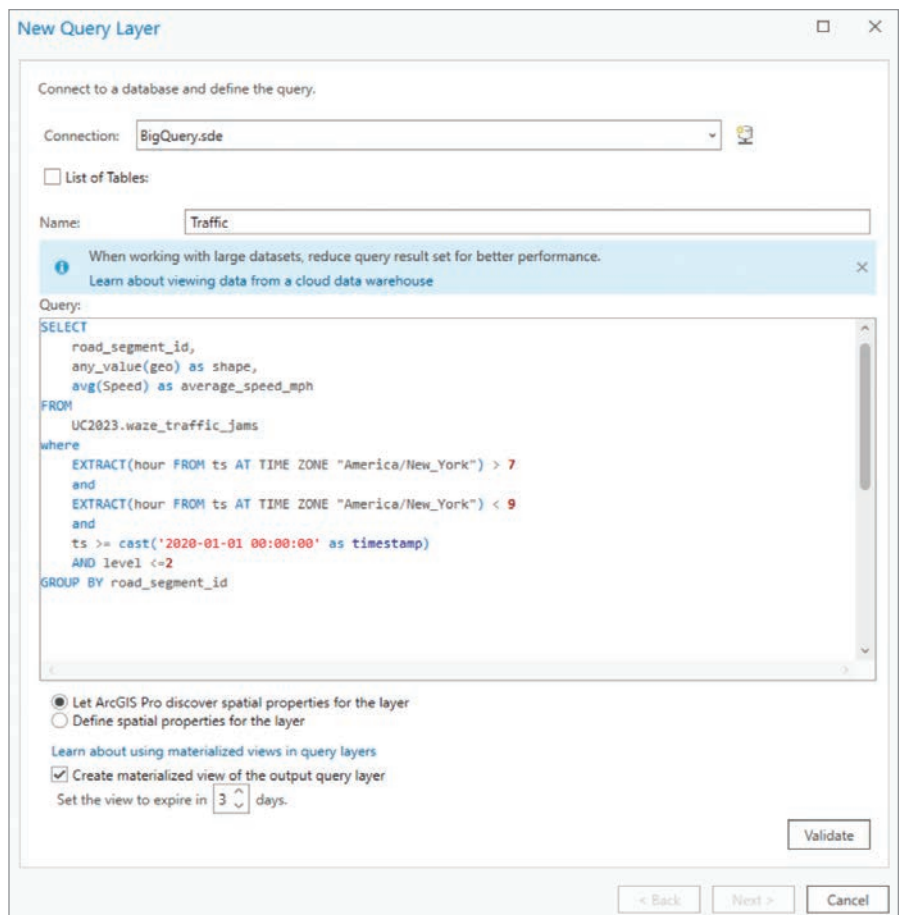 New Query Layer
Connect to a database and define the query.
Connection: BigQuery.sde
List of Tables:
Name: Traffic
When working with large datasets, reduce query result set for better performance.
Learn about viewing data from a cloud data warehouse
Query:
SELECT
road_segment_id,
any_value(geo) as shape,
avg(Speed) as average_speed_mph
FROM
UC2023.waze_traffic_jams
where
EXTRACT(hour FROM ts AT TIME ZONE "America/New_York") > 7
and
EXTRACT(hour FROM ts AT TIME ZONE "America/New_York") < 9
and
ts >= cast('2020-01-01 00:00:00' as timestamp)
AND level <=2
GROUP BY road_segment_id
Let ArcGIS Pro discover spatial properties for the layer
Define spatial properties for the layer
Learn about using materialized views in query layers
Create materialized view of the output query layer
Set the view to expire in 3 days.
Validate
< Back Next > Cancel